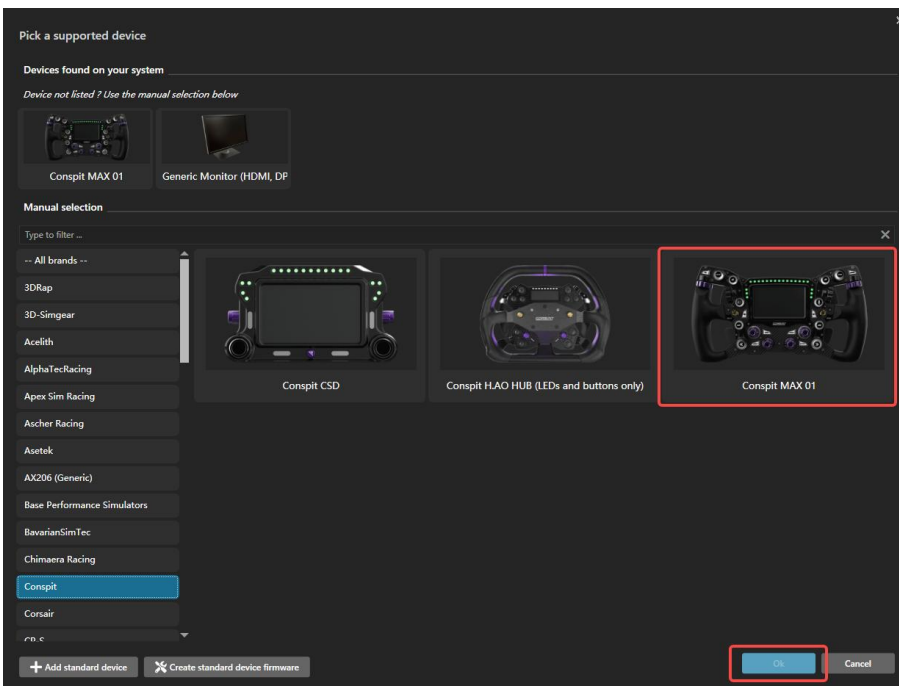 Pick a supported device
Devices found on your system
Device not listed ? Use the manual selection below
Conspit MAX 01
Generic Monitor (HDMI, DP
Manual selection
Type to filter ...
-- All brands --
3DRap
3D-Simgear
Acelith
AlphaTecRacing
Apex Sim Racing
Ascher Racing
Asetek
AX206 (Generic)
Base Performance Simulators
BavarianSimTec
Chimaera Racing
Conspit
Corsair
Conspit CSD
Conspit H.AO HUB (LEDs and buttons only)
Conspit MAX 01
Add standard device
Create standard device firmware
Ok
Cancel